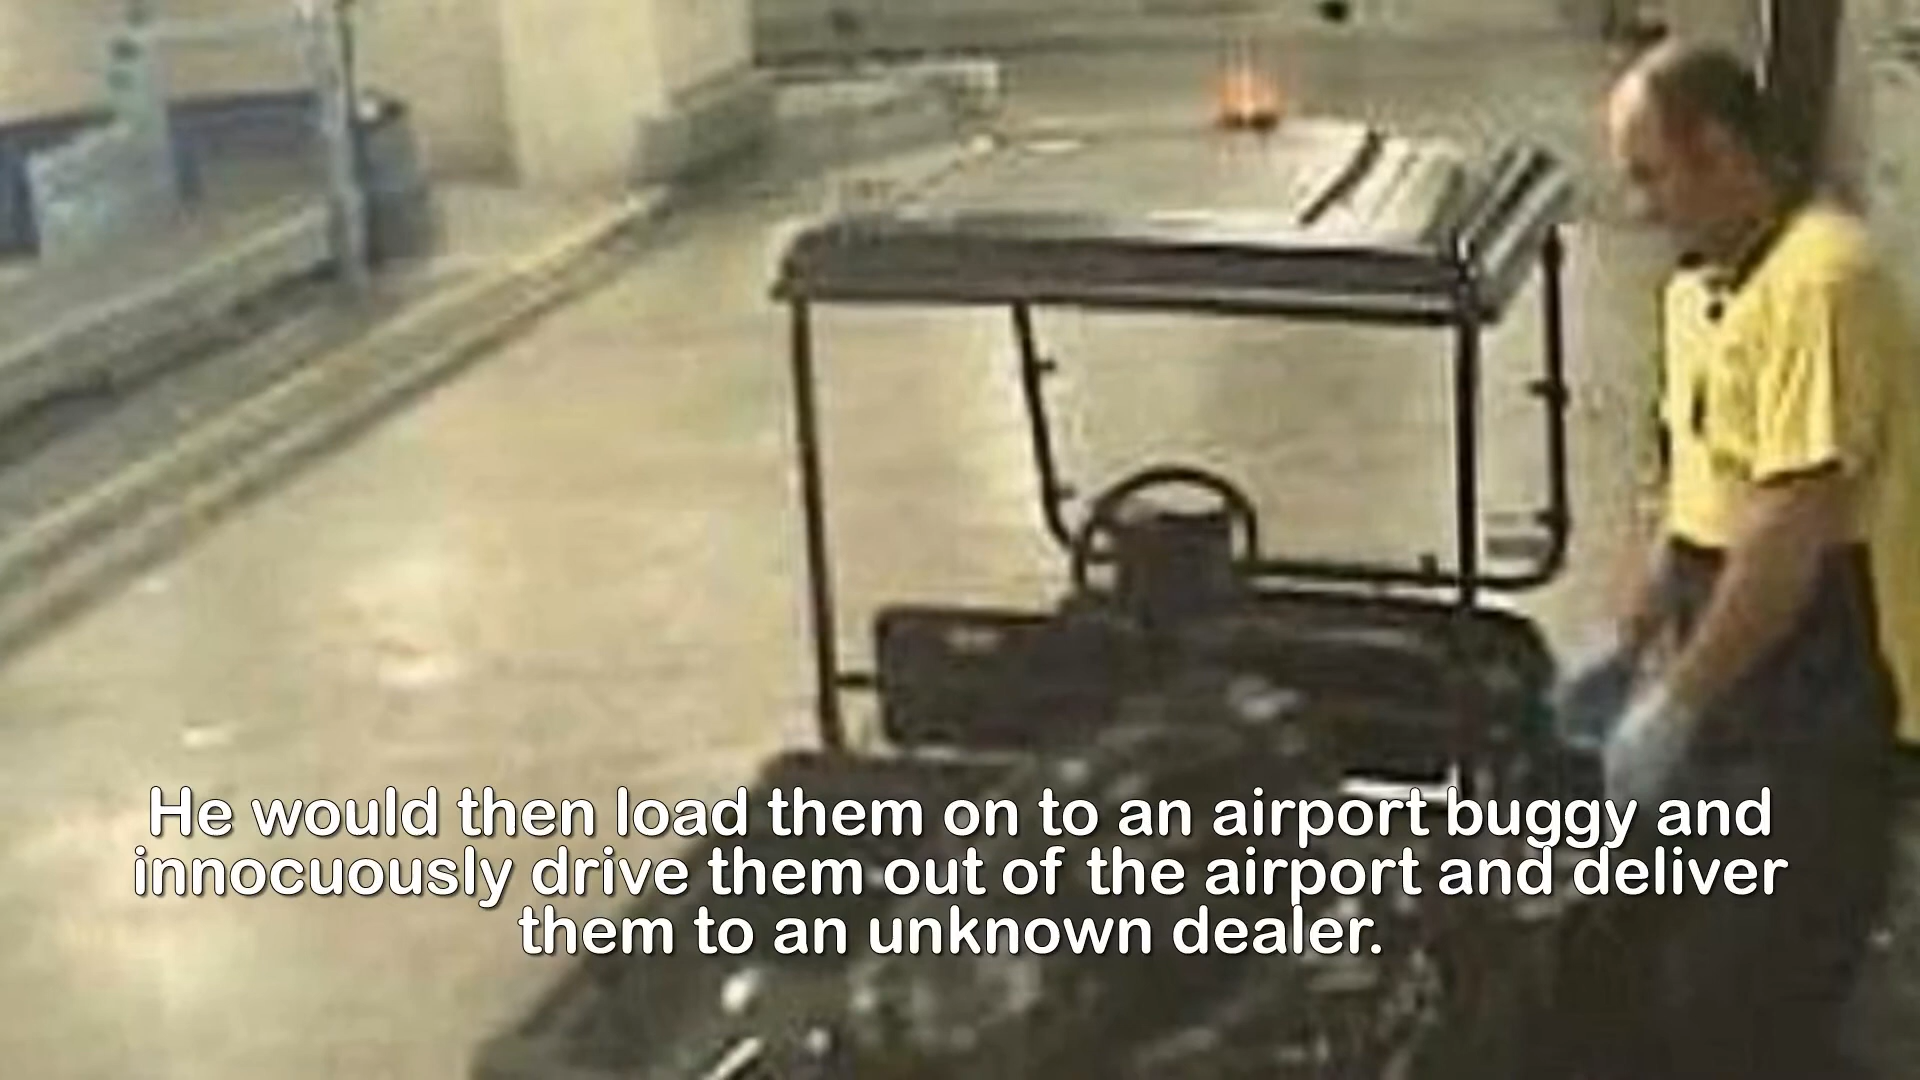 He would then load them on to an airport buggy and
innocuously drive them out of the airport and deliver
them to an unknown dealer.